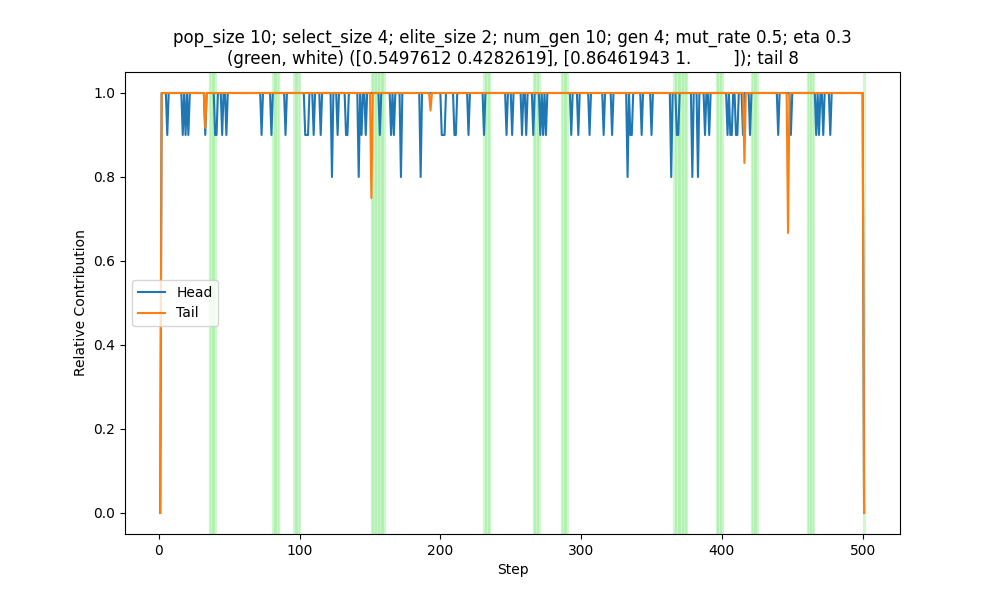 pop_size 10; select_size 4; elite_size 2; num_gen 10; gen 4; mut_rate 0.5; eta 0.3
(green, white) ([0.5497612 0.4282619], [0.86461943 1.        ]); tail 8
Relative Contribution
1.0
0.8
0.6
0.4
0.2
0.0
Head
Tail
0
100
200
300
400
500
Step